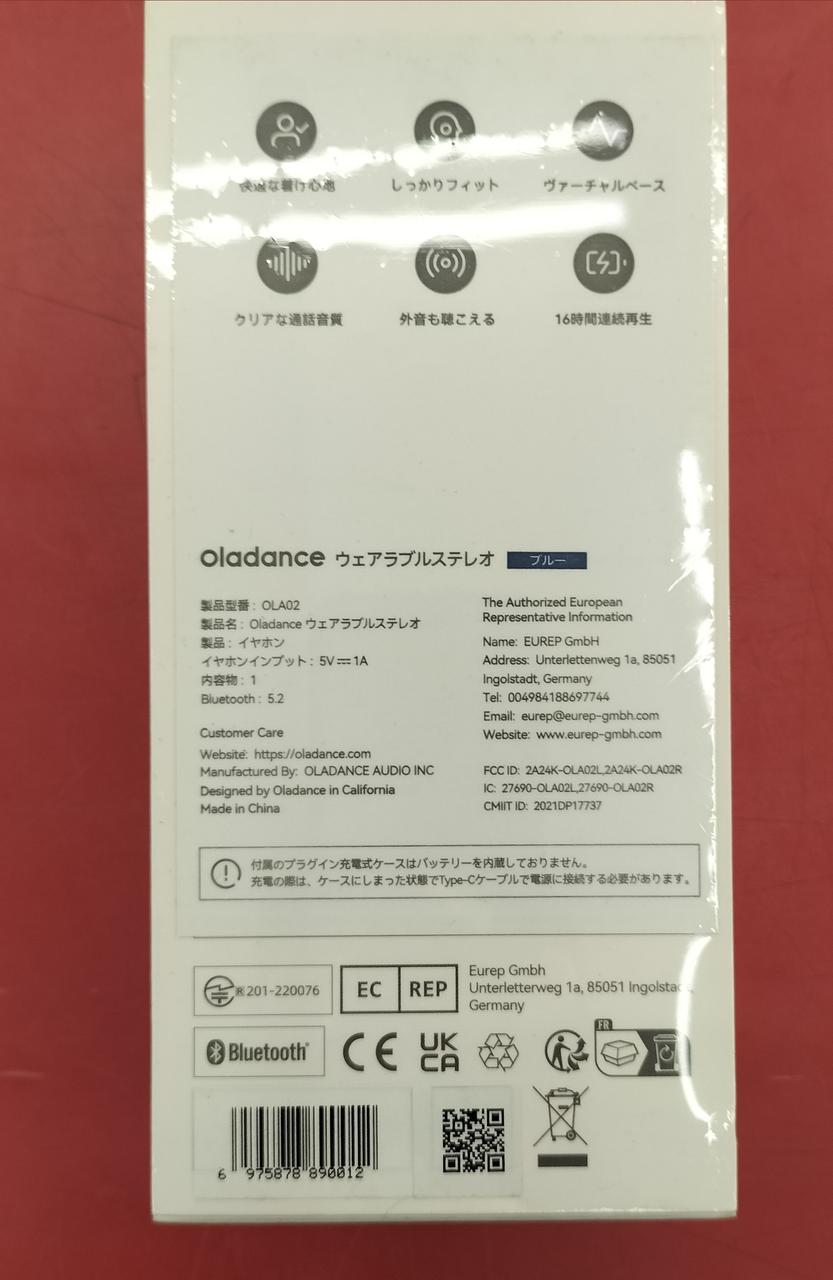 快適な着け心地
しっかりフィット
ヴァーチャルベース
クリアな通話音質
外音も聴こえる
16時間連続再生
oladance ウェアラブルステレオ ブルー
製品型番：OLA02
製品名：Oladance ウェアラブルステレオ
製品：イヤホン
イヤホンインプット：5V⎓1A
内容物：1
Bluetooth：5.2
Customer Care
Website: https://oladance.com
Manufactured By: OLADANCE AUDIO INC
Designed by Oladance in California
Made in China
The Authorized European
Representative Information
Name: EUREP GmbH
Address: Unterlettenweg 1a, 85051
Ingolstadt, Germany
Tel: 004984188697744
Email: eurep@eurep-gmbh.com
Website: www.eurep-gmbh.com
FCC ID: 2A24K-OLA02L,2A24K-OLA02R
IC: 27690-OLA02L,27690-OLA02R
CMIIT ID: 2021DP17737
付属のプラグイン充電式ケースはバッテリーを内蔵しておりません。
充電の際は、ケースにしまった状態でType-Cケーブルで電源に接続する必要があります。
R 201-220076
EC REP
Eurep Gmbh
Unterletterweg 1a, 85051 Ingolstadt,
Germany
Bluetooth®
CE
UK
CA
FR
6 975878 890012